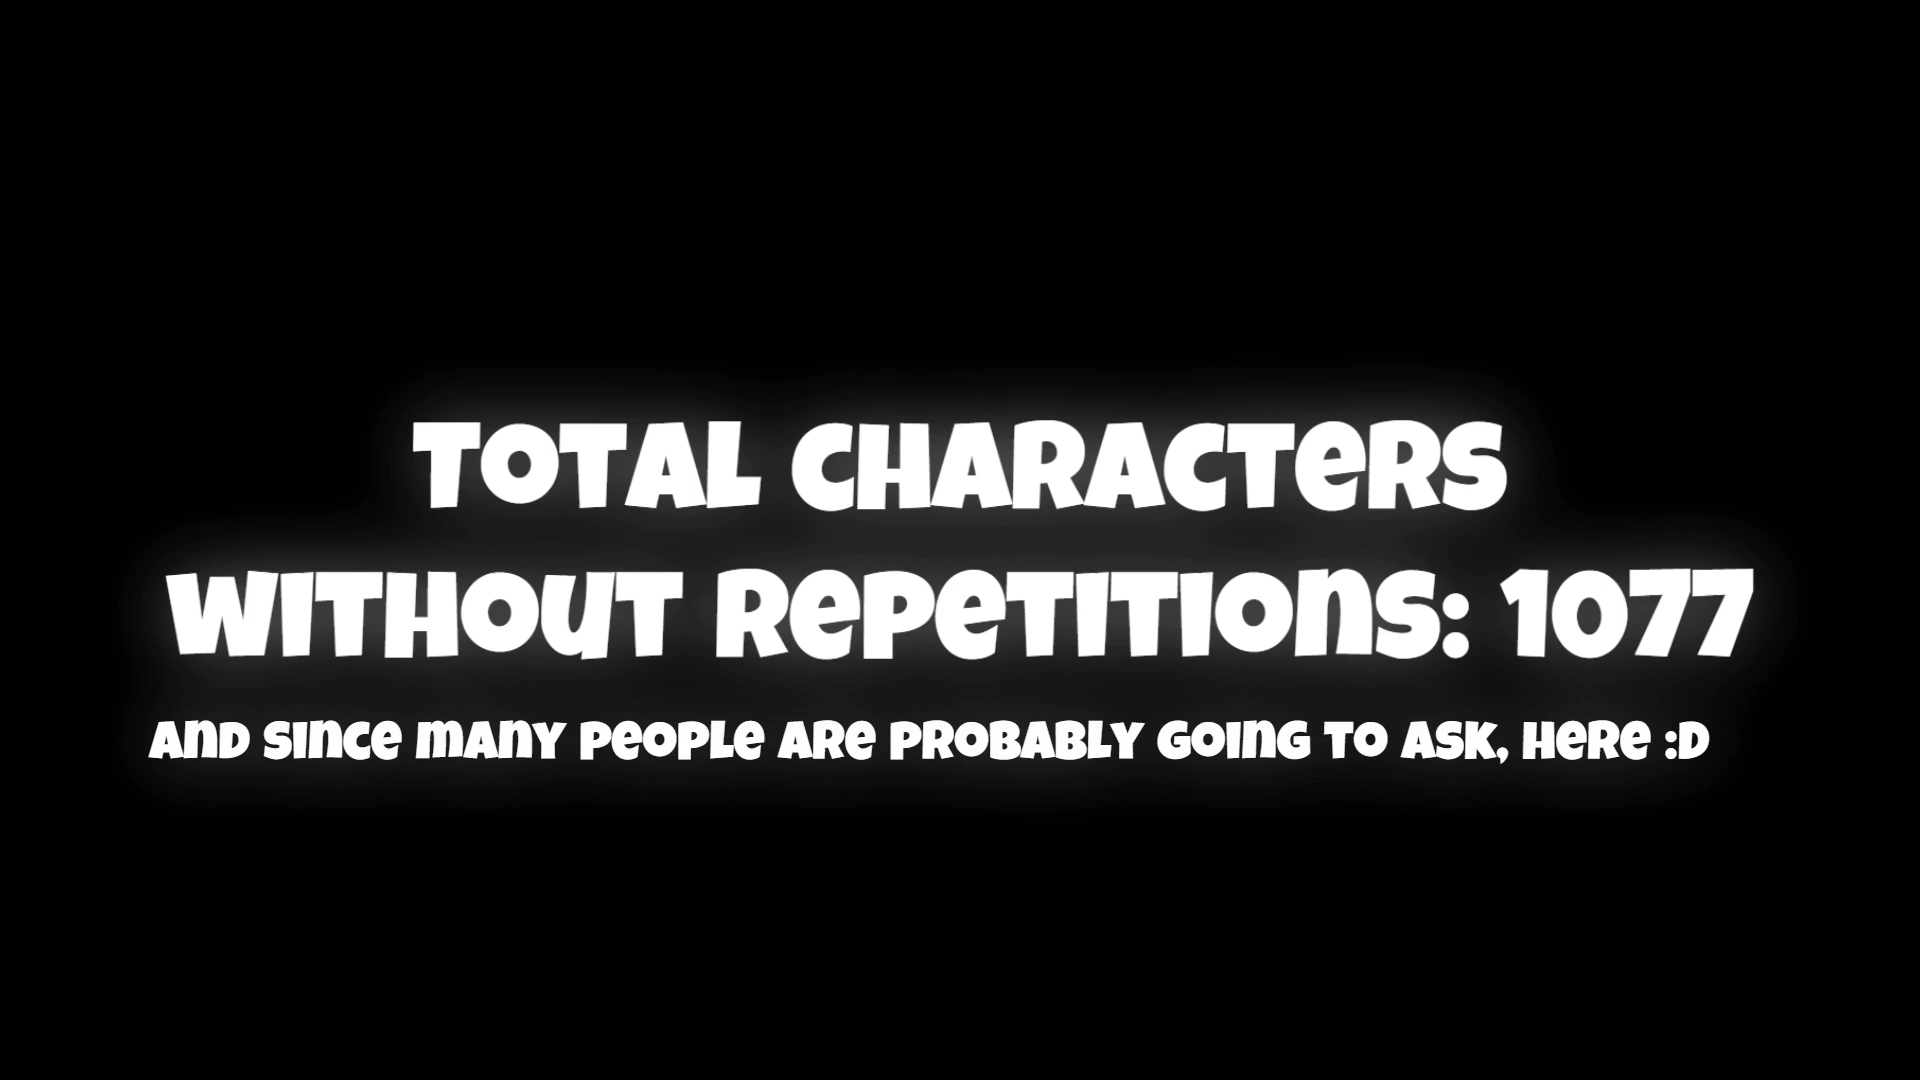 Total characters
without repetitions: 1077
And since many people are probably going to ask, here :D